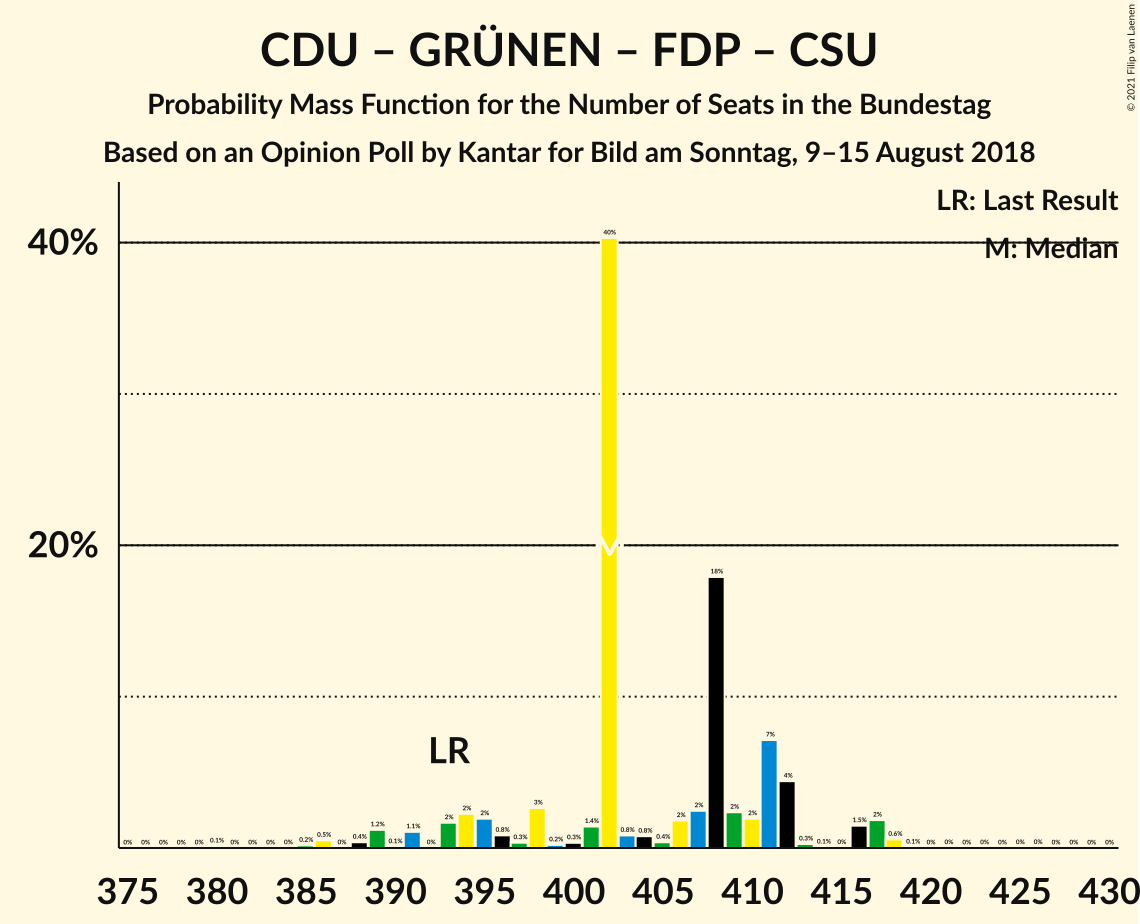 CDU – GRÜNEN – FDP – CSU
Probability Mass Function for the Number of Seats in the Bundestag
Based on an Opinion Poll by Kantar for Bild am Sonntag, 9–15 August 2018
© 2021 Filip van Laenen
LR: Last Result
M: Median
40%
20%
LR
0% 0% 0% 0% 0% 0.1% 0% 0% 0% 0% 0.2% 0.5% 0% 0.4% 1.2% 0.1% 1.1% 0% 2% 2% 2% 0.8% 0.3% 3% 0.2% 0.3% 1.4% 40% 0.8% 0.8% 0.4% 2% 2% 18% 2% 2% 7% 4% 0.3% 0.1% 0% 1.5% 2% 0.6% 0.1% 0% 0% 0% 0% 0% 0% 0% 0% 0% 0% 0%
375 380 385 390 395 400 405 410 415 420 425 430